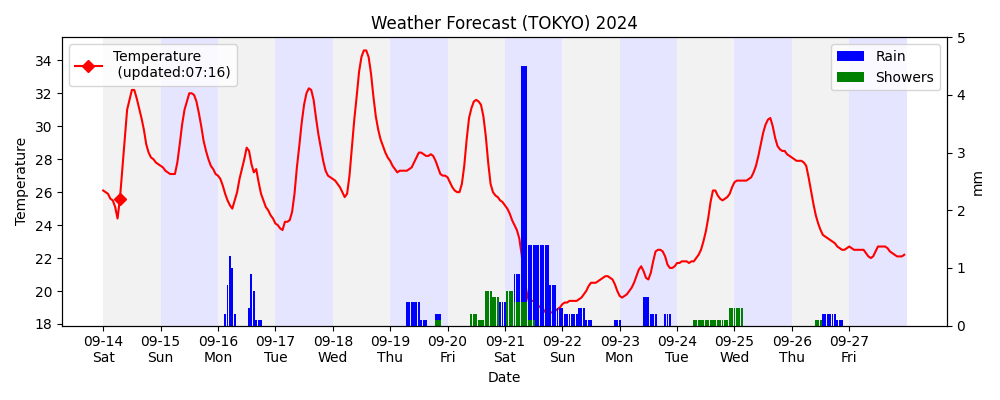 Weather Forecast (TOKYO) 2024
Temperature
(updated:07:16)
Rain
Showers
Temperature
34
32
30
28
26
24
22
20
18
5
4
3
2
1
0
mm
09-14 09-15 09-16 09-17 09-18 09-19 09-20 09-21 09-22 09-23 09-24 09-25 09-26 09-27
Sat Sun Mon Tue Wed Thu Fri Sat Sun Mon Tue Wed Thu Fri
Date